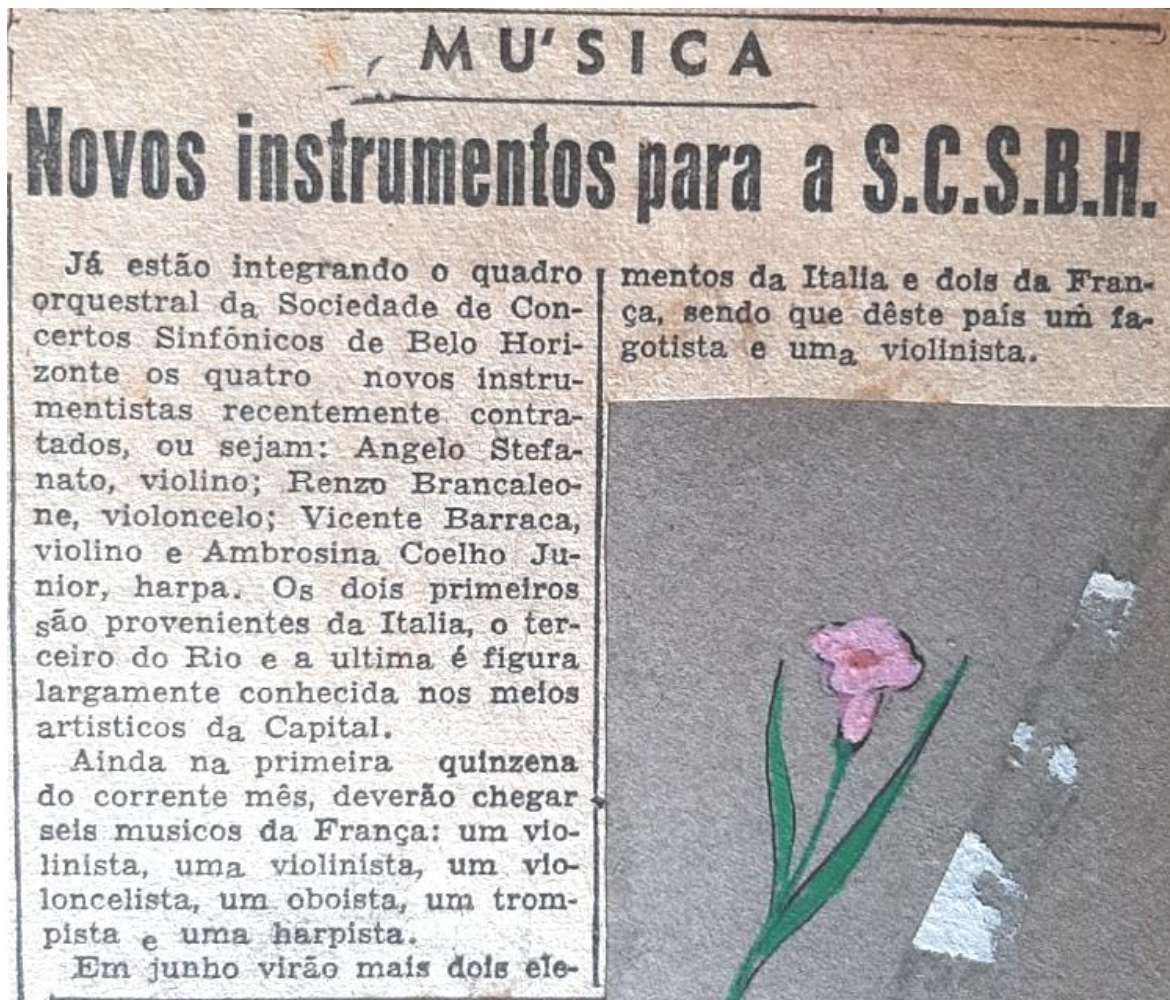 MU'SICA
Novos instrumentos para a S.C.S.B.H.
Já estão integrando o quadro
orquestral da Sociedade de Con-
certos Sinfônicos de Belo Hori-
zonte os quatro novos instru-
mentistas recentemente contra-
tados, ou sejam: Angelo Stefa-
nato, violino; Renzo Brancaleo-
ne, violoncelo; Vicente Barraca,
violino e Ambrosina Coelho Ju-
nior, harpa. Os dois primeiros
são provenientes da Italia, o ter-
ceiro do Rio e a ultima é figura
largamente conhecida nos meios
artisticos da Capital.
Ainda na primeira quinzena
do corrente mês, deverão chegar
seis musicos da França: um vio-
linista, uma violinista, um vio-
loncelista, um oboista, um trom-
pista e uma harpista.
Em junho virão mais dois ele-
mentos da Italia e dois da Fran-
ça, sendo que dêste país um fa-
gotista e uma violinista.